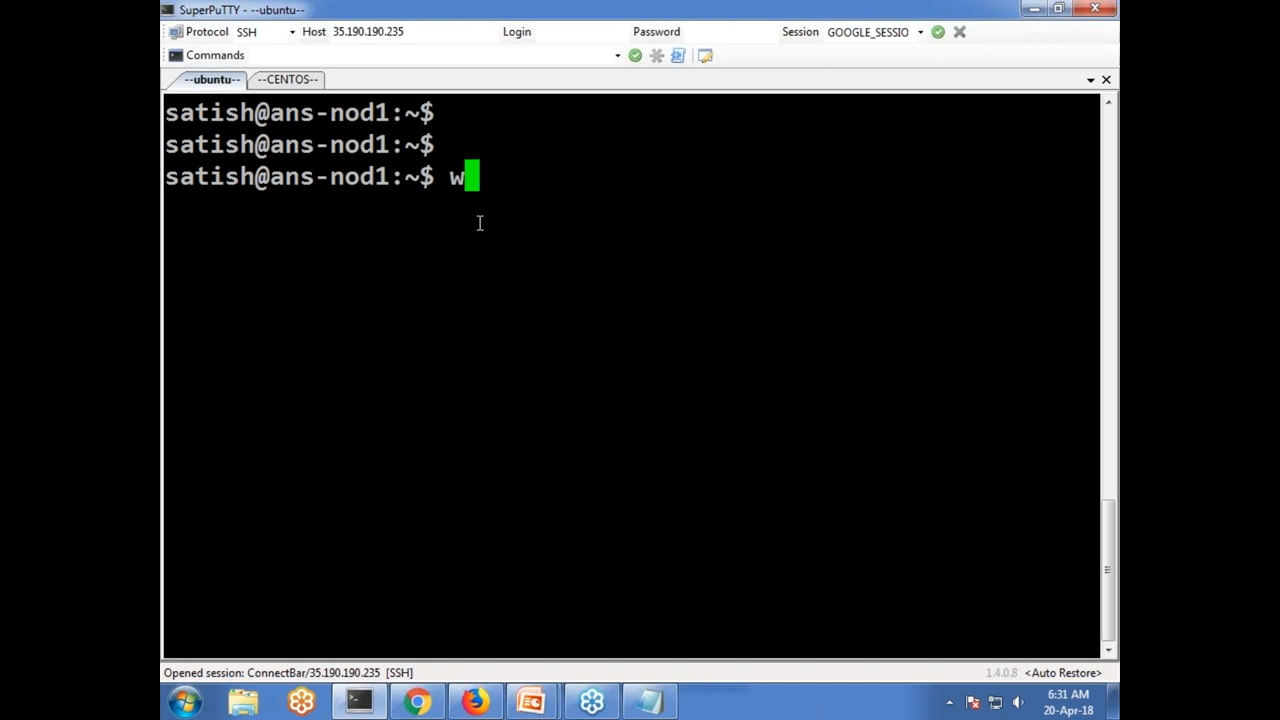 SuperPuTTY - --ubuntu--
Protocol SSH Host 35.190.190.235 Login Password Session GOOGLE_SESSIO
Commands
--ubuntu-- --CENTOS--
satish@ans-nod1:~$
satish@ans-nod1:~$
satish@ans-nod1:~$ w
Opened session: ConnectBar/35.190.190.235 [SSH] 1.4.0.8 <Auto Restore>
6:31 AM
20-Apr-18